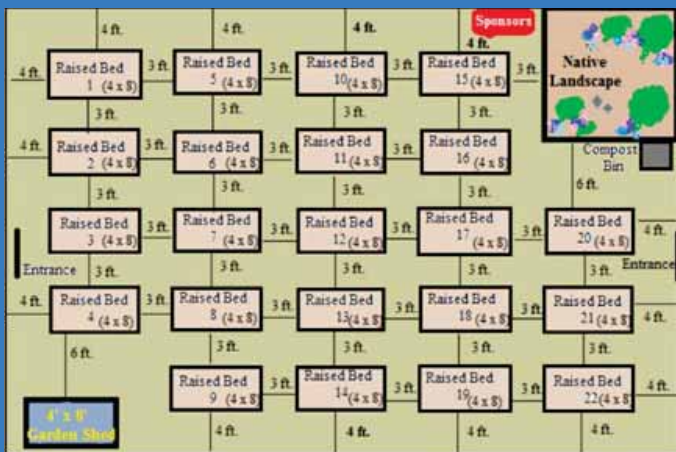 4 ft.
4 ft.
4 ft.
Sponsors
4 ft.
4 ft.
Raised Bed
1 (4 x 8)
3 ft.
Raised Bed
5 (4 x 8)
3 ft.
Raised Bed
10 (4 x 8)
3 ft.
Raised Bed
15 (4 x 8)
3 ft.
Native
Landscape
3 ft.
3 ft.
3 ft.
3 ft.
4 ft.
Raised Bed
2 (4 x 8)
3 ft.
Raised Bed
6 (4 x 8)
3 ft.
Raised Bed
11 (4 x 8)
3 ft.
Raised Bed
16 (4 x 8)
Compost
Bin
3 ft.
3 ft.
3 ft.
3 ft.
6 ft.
Raised Bed
3 (4 x 8)
3 ft.
Raised Bed
7 (4 x 8)
3 ft.
Raised Bed
12 (4 x 8)
3 ft.
Raised Bed
17 (4 x 8)
3 ft.
Raised Bed
20 (4 x 8)
4 ft.
Entrance
3 ft.
3 ft.
3 ft.
3 ft.
3 ft.
Entrance
4 ft.
Raised Bed
4 (4 x 8)
3 ft.
Raised Bed
8 (4 x 8)
3 ft.
Raised Bed
13 (4 x 8)
3 ft.
Raised Bed
18 (4 x 8)
3 ft.
Raised Bed
21 (4 x 8)
4 ft.
6 ft.
3 ft.
3 ft.
3 ft.
3 ft.
Raised Bed
9 (4 x 8)
3 ft.
Raised Bed
14 (4 x 8)
3 ft.
Raised Bed
19 (4 x 8)
3 ft.
Raised Bed
22 (4 x 8)
4 ft.
4' x 8'
Garden Shed
4 ft.
4 ft.
4 ft.
4 ft.